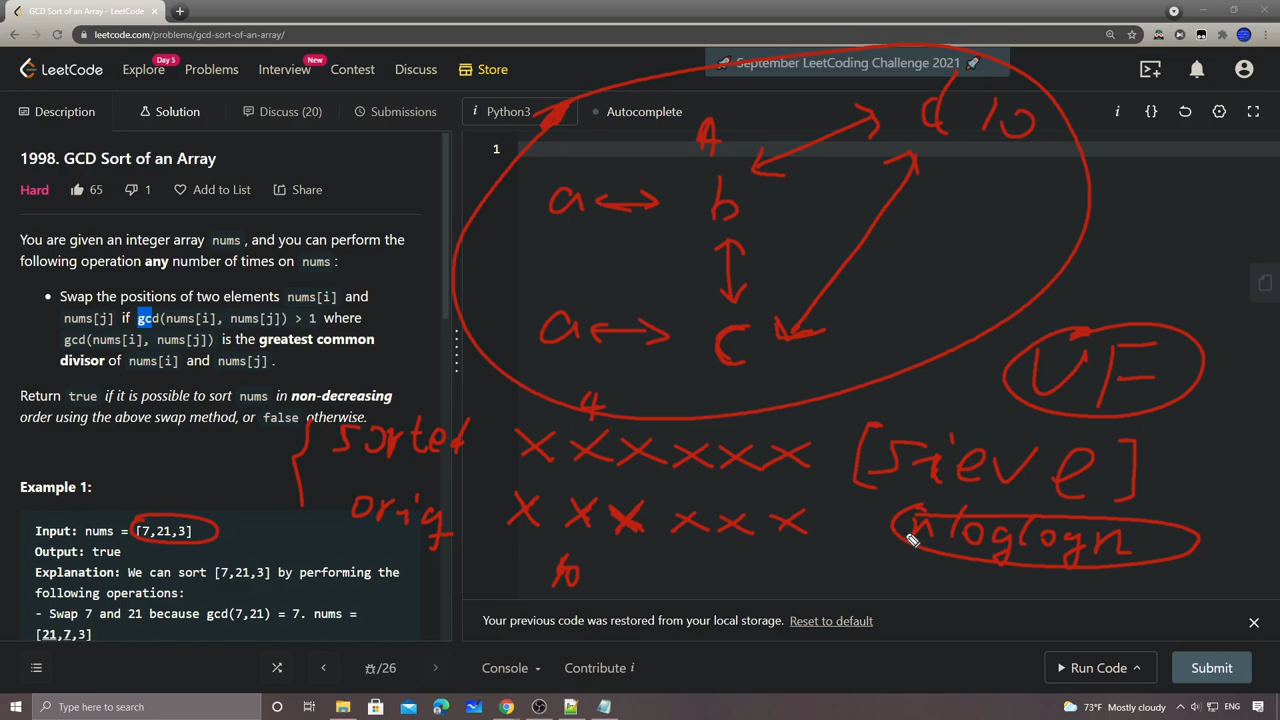 GCD Sort of an Array - LeetCode
leetcode.com/problems/gcd-sort-of-an-array/
LeetCode Explore Day 5 Problems Interview New Contest Discuss Store
September LeetCoding Challenge 2021
Description Solution Discuss (20) Submissions
i Python3 Autocomplete
1
1998. GCD Sort of an Array
Hard 65 1 Add to List Share
You are given an integer array nums, and you can perform the
following operation any number of times on nums:
Swap the positions of two elements nums[i] and
nums[j] if gcd(nums[i], nums[j]) > 1 where
gcd(nums[i], nums[j]) is the greatest common
divisor of nums[i] and nums[j].
Return true if it is possible to sort nums in non-decreasing
order using the above swap method, or false otherwise.
Example 1:
Input: nums = [7,21,3]
Output: true
Explanation: We can sort [7,21,3] by performing the
following operations:
- Swap 7 and 21 because gcd(7,21) = 7. nums =
[21,7,3]
d 10
a b
a c
UF
4
sorted
x x x x x x [sieve]
orig
x x x x x x nloglogn
10
Your previous code was restored from your local storage. Reset to default
/26
Console Contribute i
Run Code Submit
Type here to search
73°F Mostly cloudy
ENG